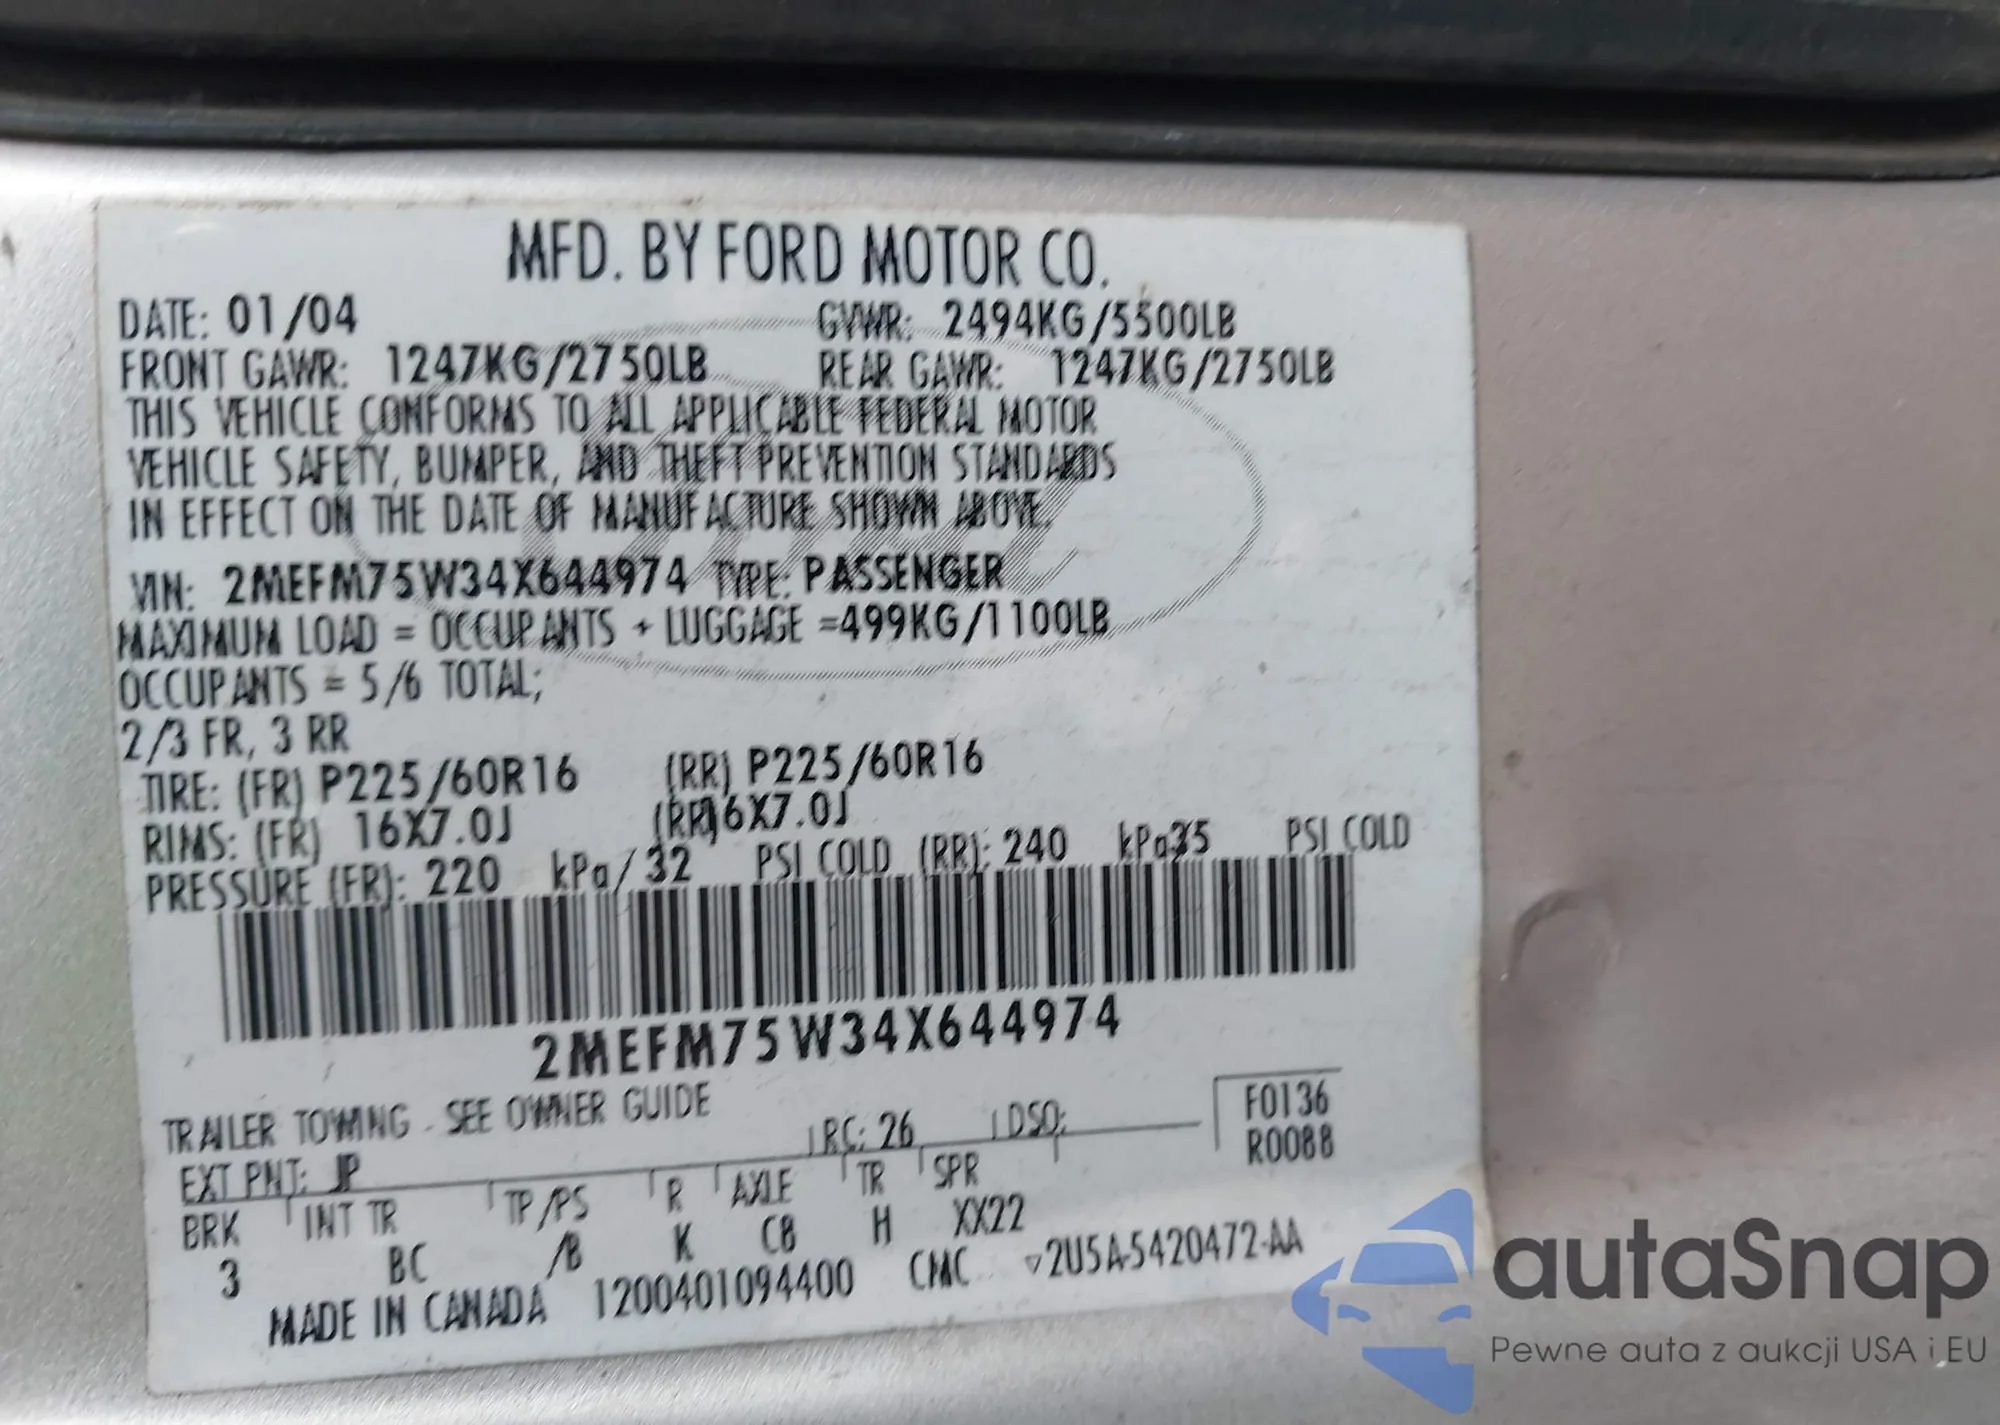 MFD. BY FORD MOTOR CO.
DATE: 01/04 GVWR: 2494KG/5500LB
FRONT GAWR: 1247KG/2750LB REAR GAWR: 1247KG/2750LB
THIS VEHICLE CONFORMS TO ALL APPLICABLE FEDERAL MOTOR
VEHICLE SAFETY, BUMPER, AND THEFT PREVENTION STANDARDS
IN EFFECT ON THE DATE OF MANUFACTURE SHOWN ABOVE.
VIN: 2MEFM75W34X644974 TYPE: PASSENGER
MAXIMUM LOAD = OCCUPANTS + LUGGAGE =499KG/1100LB
OCCUPANTS = 5/6 TOTAL;
2/3 FR, 3 RR
TIRE: (FR) P225/60R16 (RR) P225/60R16
RIMS: (FR) 16X7.0J (RR)16X7.0J
PRESSURE (FR): 220 kPa/32 PSI COLD (RR): 240 kPa35 PSI COLD
2MEFM75W34X644974
TRAILER TOWING - SEE OWNER GUIDE
F0136
R0088
EXT PNT: JP RC: 26 DSO:
BRK INT TR TP/PS R AXLE TR SPR
3 BC /B K C8 H XX22
MADE IN CANADA 1200401094400 CMC ▽2U5A-5420472-AA
autaSnap
Pewne auta z aukcji USA i EU